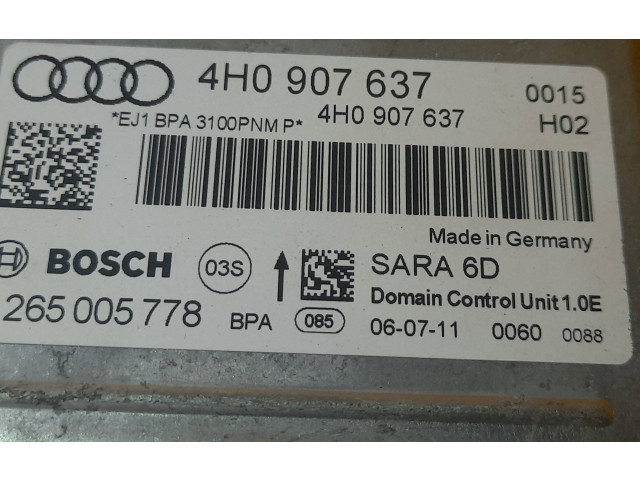 4H0 907 637 0015
*EJ1 BPA 3100PNM P* 4H0 907 637 H02
Made in Germany
BOSCH 03S SARA 6D
Domain Control Unit 1.0E
265 005 778 BPA 085 06-07-11 0060 0088